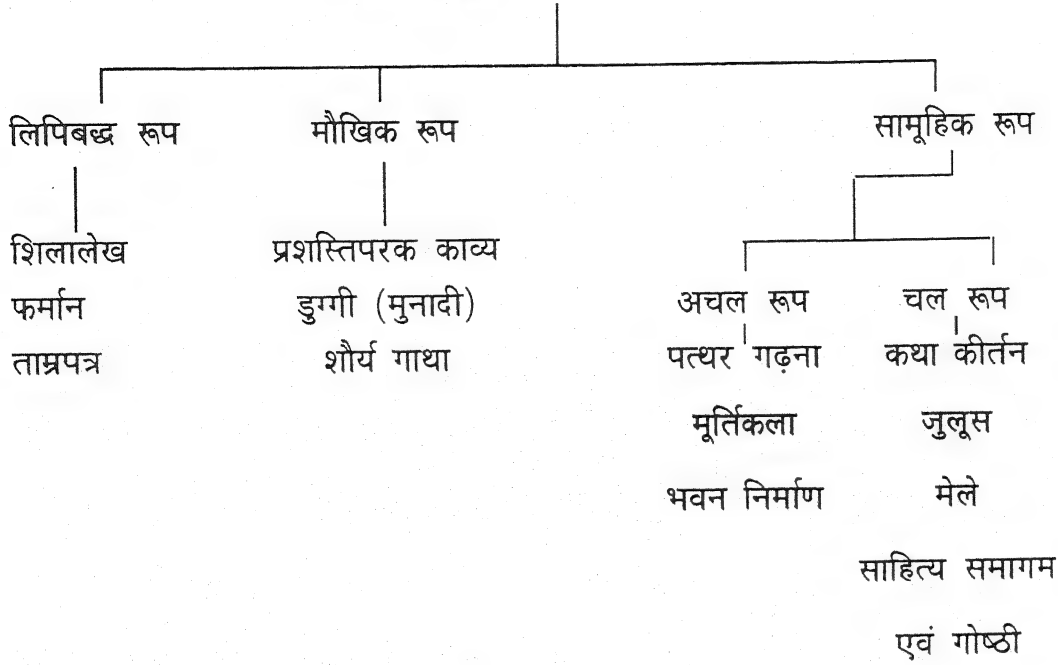 लिपिबद्ध रूप
मौखिक रूप
सामूहिक रूप
शिलालेख
फर्मान
ताम्रपत्र
प्रशस्तिपरक काव्य
डुग्गी (मुनादी)
शौर्य गाथा
अचल रूप
पत्थर गढ़ना
मूर्तिकला
भवन निर्माण
चल रूप
कथा कीर्तन
जुलूस
मेले
साहित्य समागम
एवं गोष्ठी